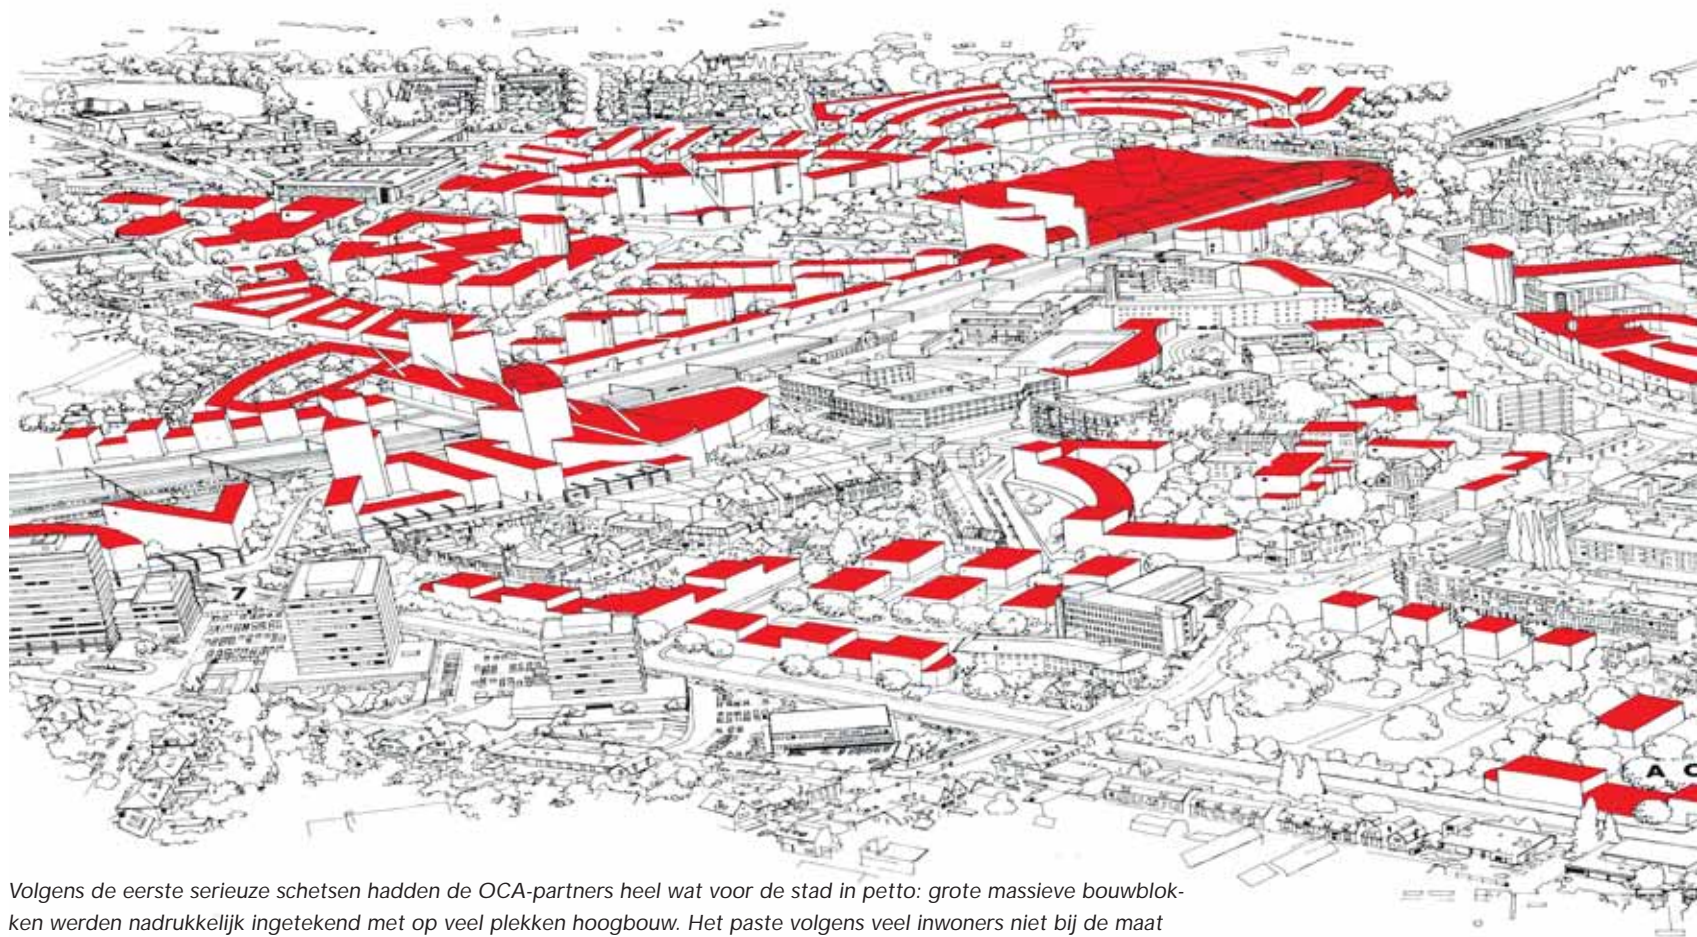 7
A C
Volgens de eerste serieuze schetsen hadden de OCA-partners heel wat voor de stad in petto: grote massieve bouwblok-
ken werden nadrukkelijk ingetekend met op veel plekken hoogbouw. Het paste volgens veel inwoners niet bij de maat